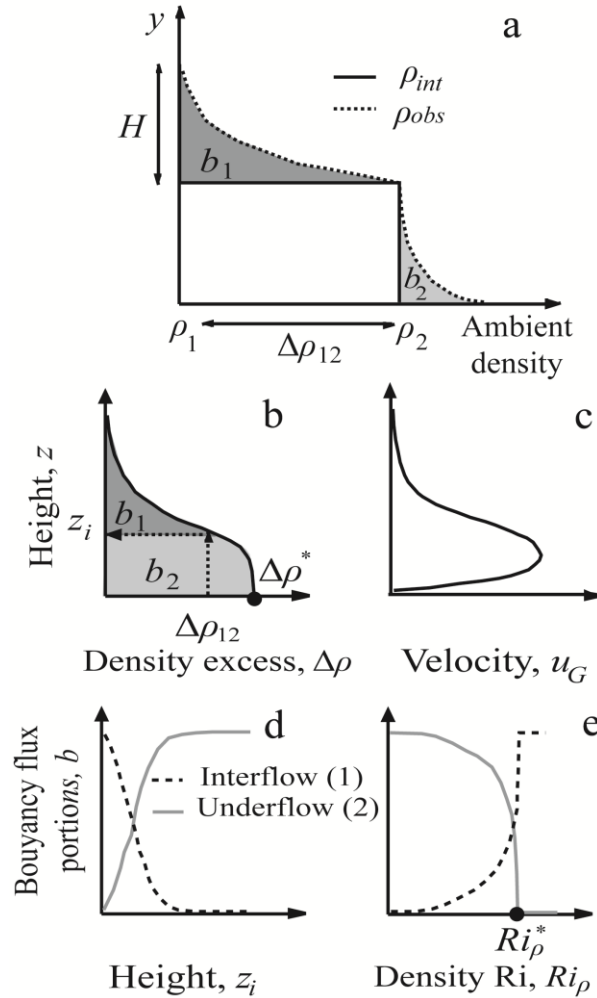 y
a
ρint
ρobs
H
b1
b2
ρ1
Δρ12
ρ2
Ambient
density
b
c
Height, z
zi
b1
b2
Δρ*
Δρ12
Density excess, Δρ
Velocity, uG
d
e
Bouyancy flux
portions, b
Interflow (1)
Underflow (2)
Riρ*
Height, zi
Density Ri, Riρ